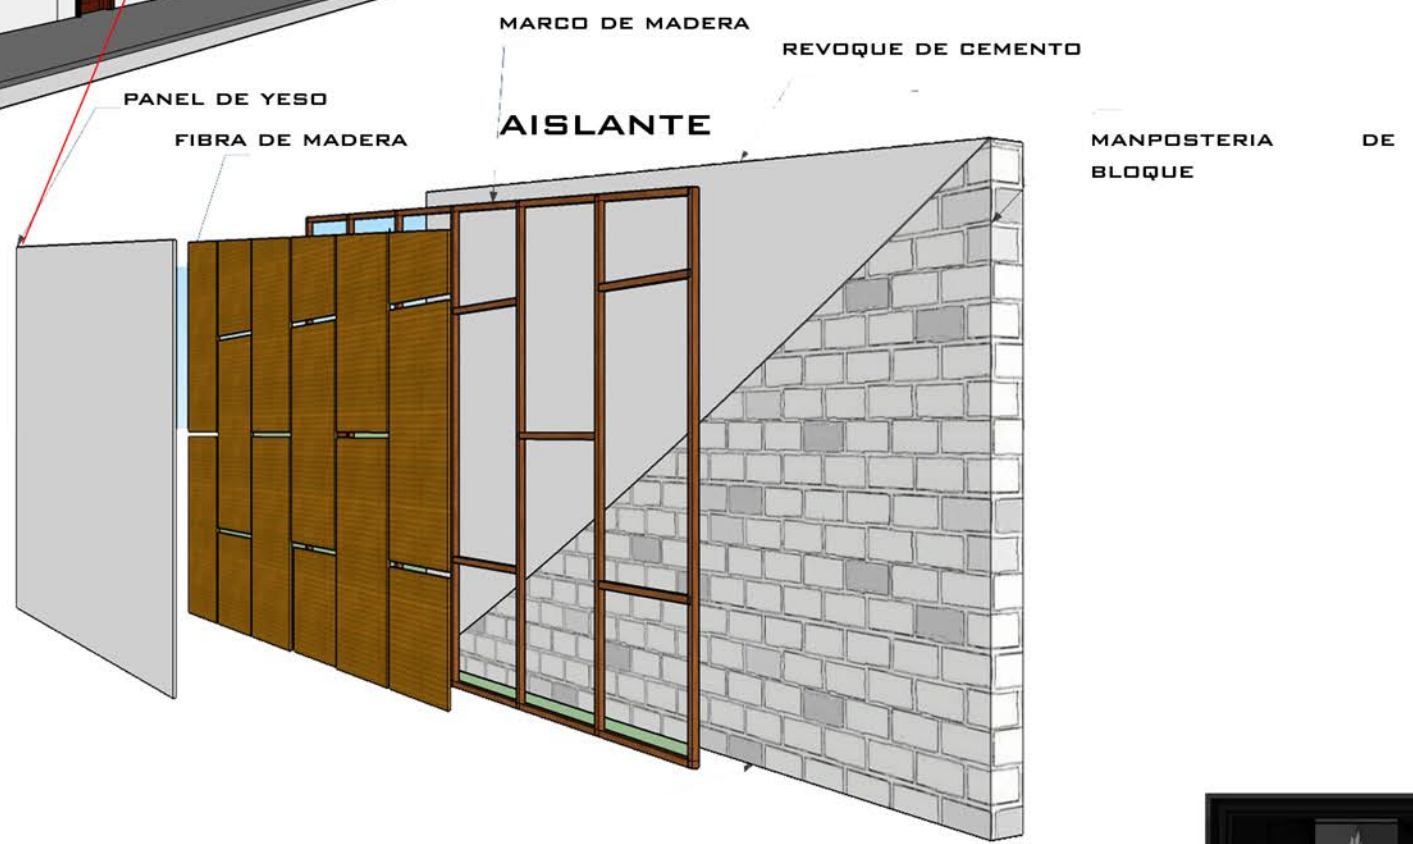 MARCO DE MADERA
REVOQUE DE CEMENTO
PANEL DE YESO
AISLANTE
FIBRA DE MADERA
MANPOSTERIA DE
BLOQUE